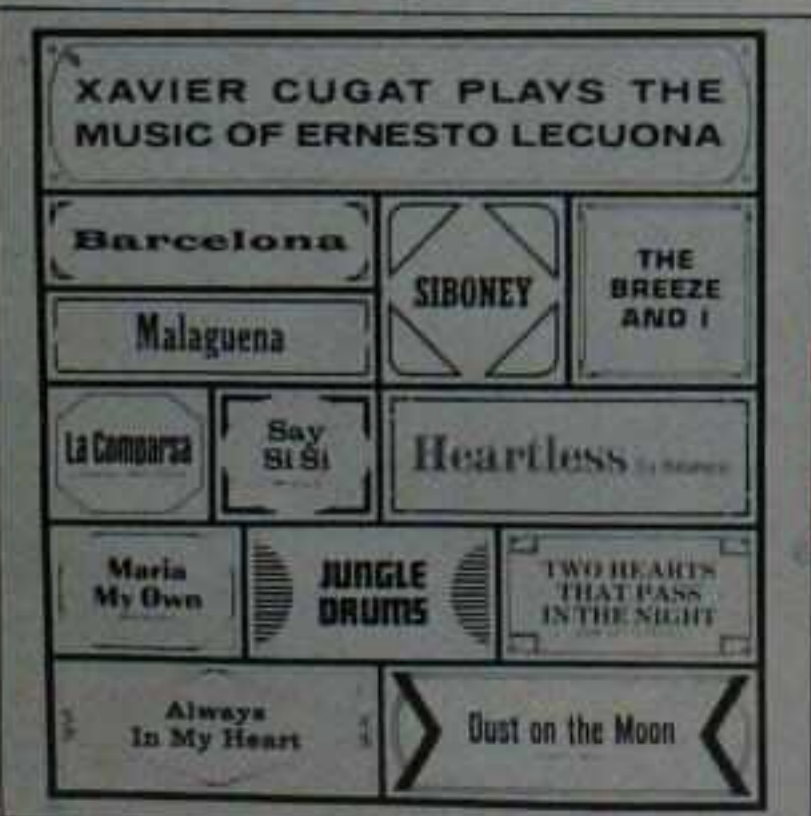 XAVIER CUGAT PLAYS THE
MUSIC OF ERNESTO LECUONA
Barcelona
Malaguena
SIBONEY
THE
BREEZE
AND I
La Comparsa
Say
Si Si
Heartless
Maria
My Own
JUNGLE
DRUMS
TWO HEARTS
THAT PASS
IN THE NIGHT
Always
In My Heart
Dust on the Moon